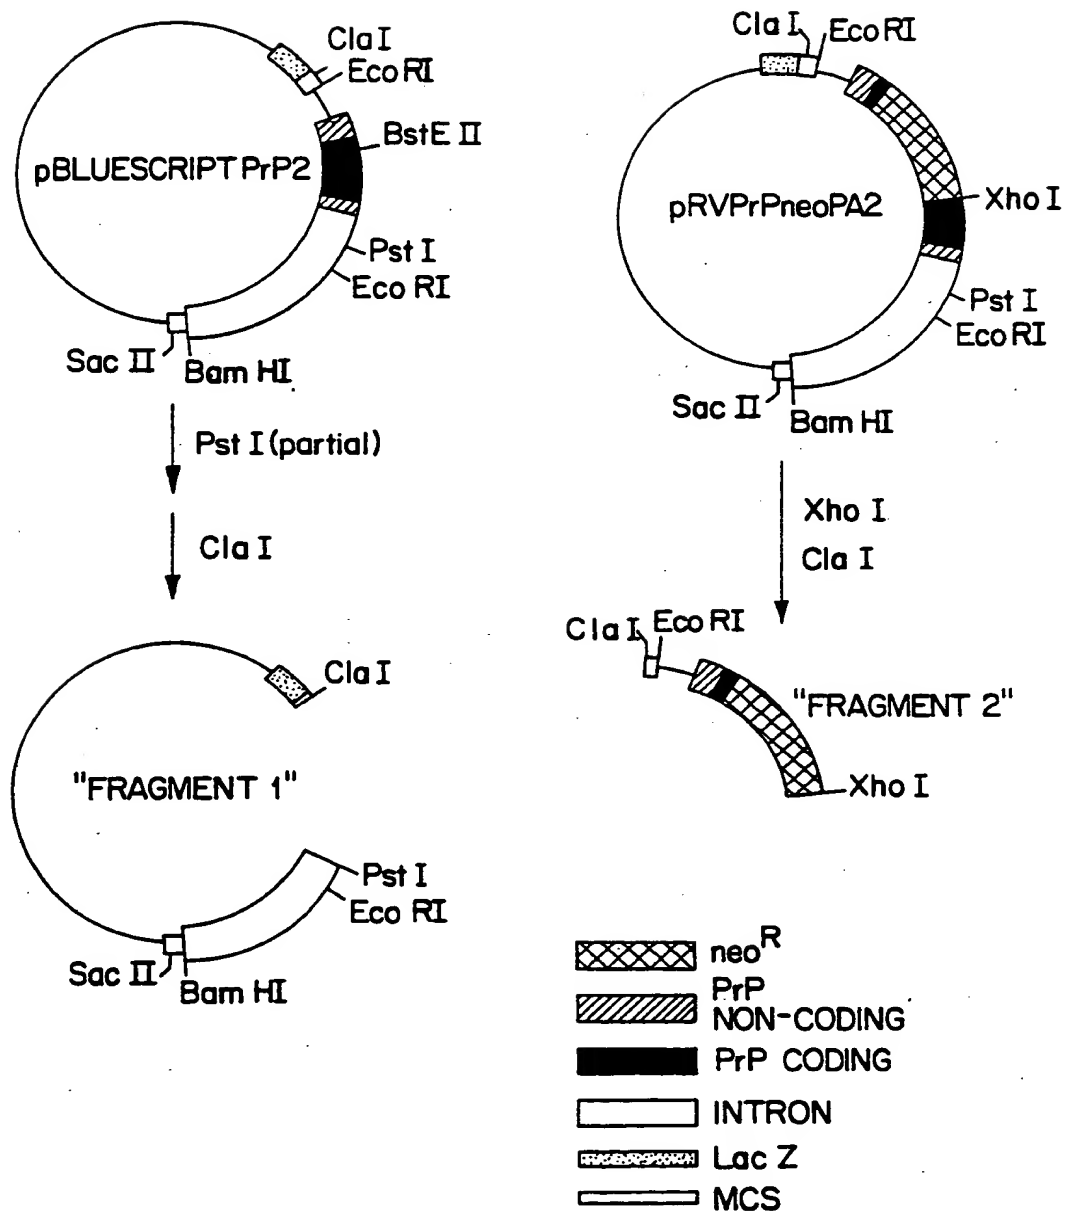 Cla I
Eco RI
BstE II
pBLUESCRIPT PrP2
Pst I
Eco RI
Sac II
Bam HI
Pst I (partial)
Cla I
Cla I
"FRAGMENT 1"
Pst I
Eco RI
Sac II
Bam HI
Cla I
Eco RI
pRVPrPneoPA2
Xho I
Pst I
Eco RI
Sac II
Bam HI
Xho I
Cla I
Cla I
Eco RI
"FRAGMENT 2"
Xho I
neoR
PrP
NON-CODING
PrP CODING
INTRON
Lac Z
MCS